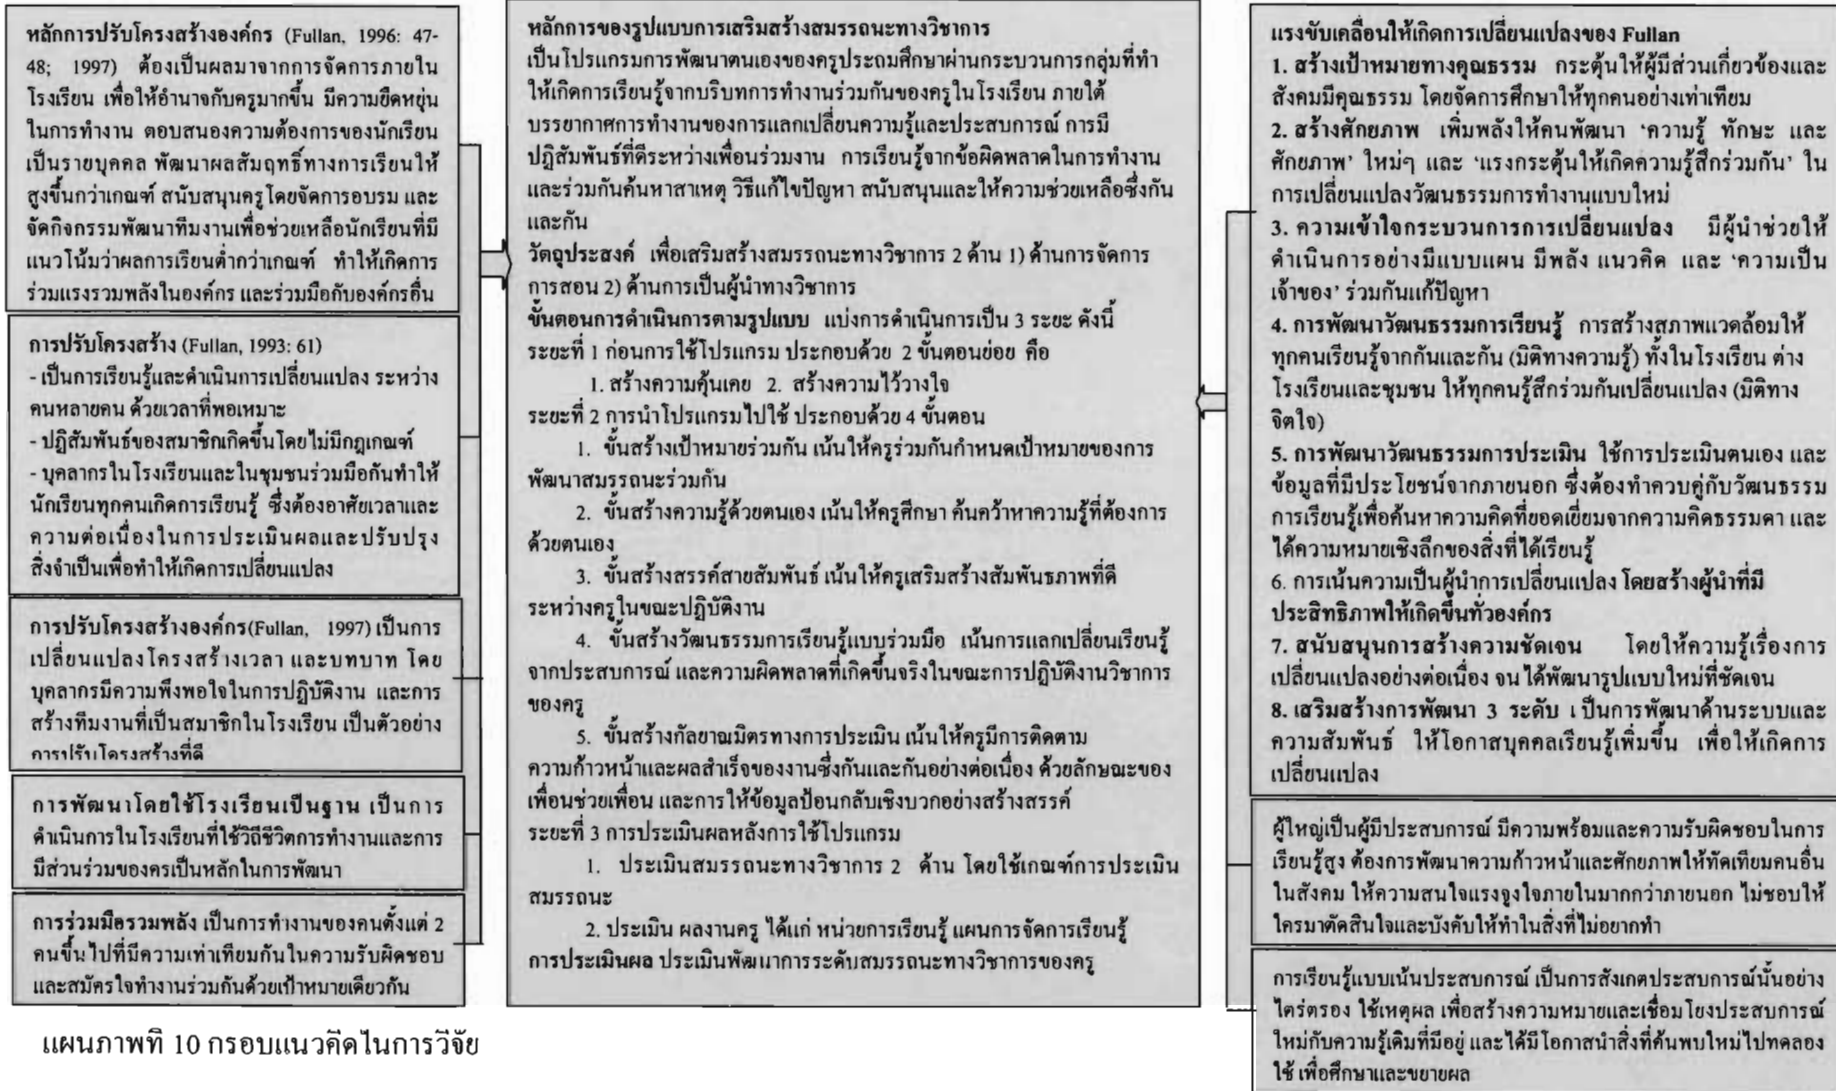 หลักการปรับโครงสร้างองค์กร (Fullan, 1996: 47-
48; 1997) ต้องเป็นผลมาจากการจัดการภายใน
โรงเรียน เพื่อให้อำนาจกับครูมากขึ้น มีความยืดหยุ่น
ในการทำงาน ตอบสนองความต้องการของนักเรียน
เป็นรายบุคคล พัฒนาผลสัมฤทธิ์ทางการเรียนให้
สูงขึ้นกว่าเกณฑ์ สนับสนุนครูโดยจัดการอบรม และ
จัดกิจกรรมพัฒนาทีมงานเพื่อช่วยเหลือนักเรียนที่มี
แนวโน้มว่าผลการเรียนต่ำกว่าเกณฑ์ ทำให้เกิดการ
ร่วมแรงรวมพลังในองค์กร และร่วมมือกับองค์กรอื่น
การปรับโครงสร้าง (Fullan, 1993: 61)
- เป็นการเรียนรู้และดำเนินการเปลี่ยนแปลง ระหว่าง
คนหลายคน ด้วยเวลาที่พอเหมาะ
- ปฏิสัมพันธ์ของสมาชิกเกิดขึ้นโดยไม่มีกฎเกณฑ์
- บุคลากรในโรงเรียนและในชุมชนร่วมมือกันทำให้
นักเรียนทุกคนเกิดการเรียนรู้ ซึ่งต้องอาศัยเวลาและ
ความต่อเนื่องในการประเมินผลและปรับปรุง
สิ่งจำเป็นเพื่อทำให้เกิดการเปลี่ยนแปลง
การปรับโครงสร้างองค์กร(Fullan, 1997) เป็นการ
เปลี่ยนแปลงโครงสร้างเวลา และบทบาท โดย
บุคลากรมีความพึงพอใจในการปฏิบัติงาน และการ
สร้างทีมงานที่เป็นสมาชิกในโรงเรียน เป็นตัวอย่าง
การปรับโครงสร้างที่ดี
การพัฒนาโดยใช้โรงเรียนเป็นฐาน เป็นการ
ดำเนินการในโรงเรียนที่ใช้วิถีชีวิตการทำงานและการ
มีส่วนร่วมของครูเป็นหลักในการพัฒนา
การร่วมมือรวมพลัง เป็นการทำงานของคนตั้งแต่ 2
คนขึ้นไปที่มีความเท่าเทียมกันในความรับผิดชอบ
และสมัครใจทำงานร่วมกันด้วยเป้าหมายเดียวกัน
หลักการของรูปแบบการเสริมสร้างสมรรถนะทางวิชาการ
เป็นโปรแกรมการพัฒนาตนเองของครูประถมศึกษาผ่านกระบวนการกลุ่มที่ทำ
ให้เกิดการเรียนรู้จากบริบทการทำงานร่วมกันของครูในโรงเรียน ภายใต้
บรรยากาศการทำงานของการแลกเปลี่ยนความรู้และประสบการณ์ การมี
ปฏิสัมพันธ์ที่ดีระหว่างเพื่อนร่วมงาน การเรียนรู้จากข้อผิดพลาดในการทำงาน
และร่วมกันค้นหาสาเหตุ วิธีแก้ไขปัญหา สนับสนุนและให้ความช่วยเหลือซึ่งกัน
และกัน
วัตถุประสงค์ เพื่อเสริมสร้างสมรรถนะทางวิชาการ 2 ด้าน 1) ด้านการจัดการ
การสอน 2) ด้านการเป็นผู้นำทางวิชาการ
ขั้นตอนการดำเนินการตามรูปแบบ แบ่งการดำเนินการเป็น 3 ระยะ ดังนี้
ระยะที่ 1 ก่อนการใช้โปรแกรม ประกอบด้วย 2 ขั้นตอนย่อย คือ
1. สร้างความคุ้นเคย 2. สร้างความไว้วางใจ
ระยะที่ 2 การนำโปรแกรมไปใช้ ประกอบด้วย 4 ขั้นตอน
1. ขั้นสร้างเป้าหมายร่วมกัน เน้นให้ครูร่วมกันกำหนดเป้าหมายของการ
พัฒนาสมรรถนะร่วมกัน
2. ขั้นสร้างความรู้ด้วยตนเอง เน้นให้ครูศึกษา ค้นคว้าหาความรู้ที่ต้องการ
ด้วยตนเอง
3. ขั้นสร้างสรรค์สายสัมพันธ์ เน้นให้ครูเสริมสร้างสัมพันธภาพที่ดี
ระหว่างครูในขณะปฏิบัติงาน
4. ขั้นสร้างวัฒนธรรมการเรียนรู้แบบร่วมมือ เน้นการแลกเปลี่ยนเรียนรู้
จากประสบการณ์ และความผิดพลาดที่เกิดขึ้นจริงในขณะการปฏิบัติงานวิชาการ
ของครู
5. ขั้นสร้างกัลยาณมิตรทางการประเมิน เน้นให้ครูมีการติดตาม
ความก้าวหน้าและผลสำเร็จของงานซึ่งกันและกันอย่างต่อเนื่อง ด้วยลักษณะของ
เพื่อนช่วยเพื่อน และการให้ข้อมูลป้อนกลับเชิงบวกอย่างสร้างสรรค์
ระยะที่ 3 การประเมินผลหลังการใช้โปรแกรม
1. ประเมินสมรรถนะทางวิชาการ 2 ด้าน โดยใช้เกณฑ์การประเมิน
สมรรถนะ
2. ประเมิน ผลงานครู ได้แก่ หน่วยการเรียนรู้ แผนการจัดการเรียนรู้
การประเมินผล ประเมินพัฒนาการระดับสมรรถนะทางวิชาการของครู
แรงขับเคลื่อนให้เกิดการเปลี่ยนแปลงของ Fullan
1. สร้างเป้าหมายทางคุณธรรม กระตุ้นให้ผู้มีส่วนเกี่ยวข้องและ
สังคมมีคุณธรรม โดยจัดการศึกษาให้ทุกคนอย่างเท่าเทียม
2. สร้างศักยภาพ เพิ่มพลังให้คนพัฒนา ‘ความรู้ ทักษะ และ
ศักยภาพ’ ใหม่ๆ และ ‘แรงกระตุ้นให้เกิดความรู้สึกร่วมกัน’ ใน
การเปลี่ยนแปลงวัฒนธรรมการทำงานแบบใหม่
3. ความเข้าใจกระบวนการการเปลี่ยนแปลง มีผู้นำช่วยให้
ดำเนินการอย่างมีแบบแผน มีพลัง แนวคิด และ ‘ความเป็น
เจ้าของ’ ร่วมกันแก้ปัญหา
4. การพัฒนาวัฒนธรรมการเรียนรู้ การสร้างสภาพแวดล้อมให้
ทุกคนเรียนรู้จากกันและกัน (มิติทางความรู้) ทั้งในโรงเรียน ต่าง
โรงเรียนและชุมชน ให้ทุกคนรู้สึกร่วมกันเปลี่ยนแปลง (มิติทาง
จิตใจ)
5. การพัฒนาวัฒนธรรมการประเมิน ใช้การประเมินตนเอง และ
ข้อมูลที่มีประโยชน์จากภายนอก ซึ่งต้องทำควบคู่กับวัฒนธรรม
การเรียนรู้เพื่อค้นหาความคิดที่ยอดเยี่ยมจากความคิดธรรมดา และ
ได้ความหมายเชิงลึกของสิ่งที่ได้เรียนรู้
6. การเน้นความเป็นผู้นำการเปลี่ยนแปลง โดยสร้างผู้นำที่มี
ประสิทธิภาพให้เกิดขึ้นทั่วองค์กร
7. สนับสนุนการสร้างความชัดเจน โดยให้ความรู้เรื่องการ
เปลี่ยนแปลงอย่างต่อเนื่อง จนได้พัฒนารูปแบบใหม่ที่ชัดเจน
8. เสริมสร้างการพัฒนา 3 ระดับ เป็นการพัฒนาด้านระบบและ
ความสัมพันธ์ ให้โอกาสบุคคลเรียนรู้เพิ่มขึ้น เพื่อให้เกิดการ
เปลี่ยนแปลง
ผู้ใหญ่เป็นผู้มีประสบการณ์ มีความพร้อมและความรับผิดชอบในการ
เรียนรู้สูง ต้องการพัฒนาความก้าวหน้าและศักยภาพให้ทัดเทียมคนอื่น
ในสังคม ให้ความสนใจแรงจูงใจภายในมากกว่าภายนอก ไม่ชอบให้
ใครมาตัดสินใจและบังคับให้ทำในสิ่งที่ไม่อยากทำ
การเรียนรู้แบบเน้นประสบการณ์ เป็นการสังเกตประสบการณ์นั้นอย่าง
ไตร่ตรอง ใช้เหตุผล เพื่อสร้างความหมายและเชื่อมโยงประสบการณ์
ใหม่กับความรู้เดิมที่มีอยู่ และได้มีโอกาสนำสิ่งที่ค้นพบใหม่ไปทดลอง
ใช้ เพื่อศึกษาและขยายผล
แผนภาพที่ 10 กรอบแนวคิดในการวิจัย